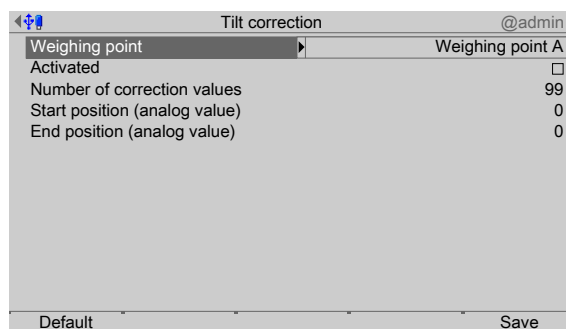 Tilt correction @admin
Weighing point Weighing point A
Activated
Number of correction values 99
Start position (analog value) 0
End position (analog value) 0
Default Save